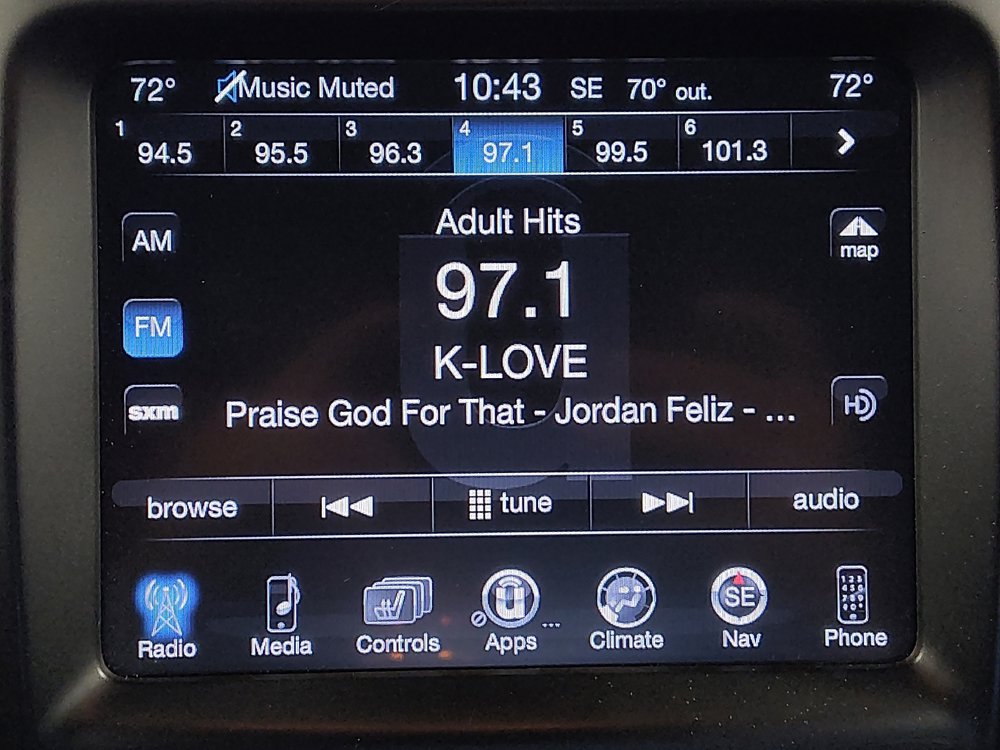 72° Music Muted 10:43 SE 70° out. 72°
1 2 3 4 5 6
94.5 95.5 96.3 97.1 99.5 101.3
Adult Hits
AM
map
97.1
FM
K-LOVE
sxm
Praise God For That - Jordan Feliz - ...
HD
browse tune audio
SE
Radio Media Controls Apps ... Climate Nav Phone